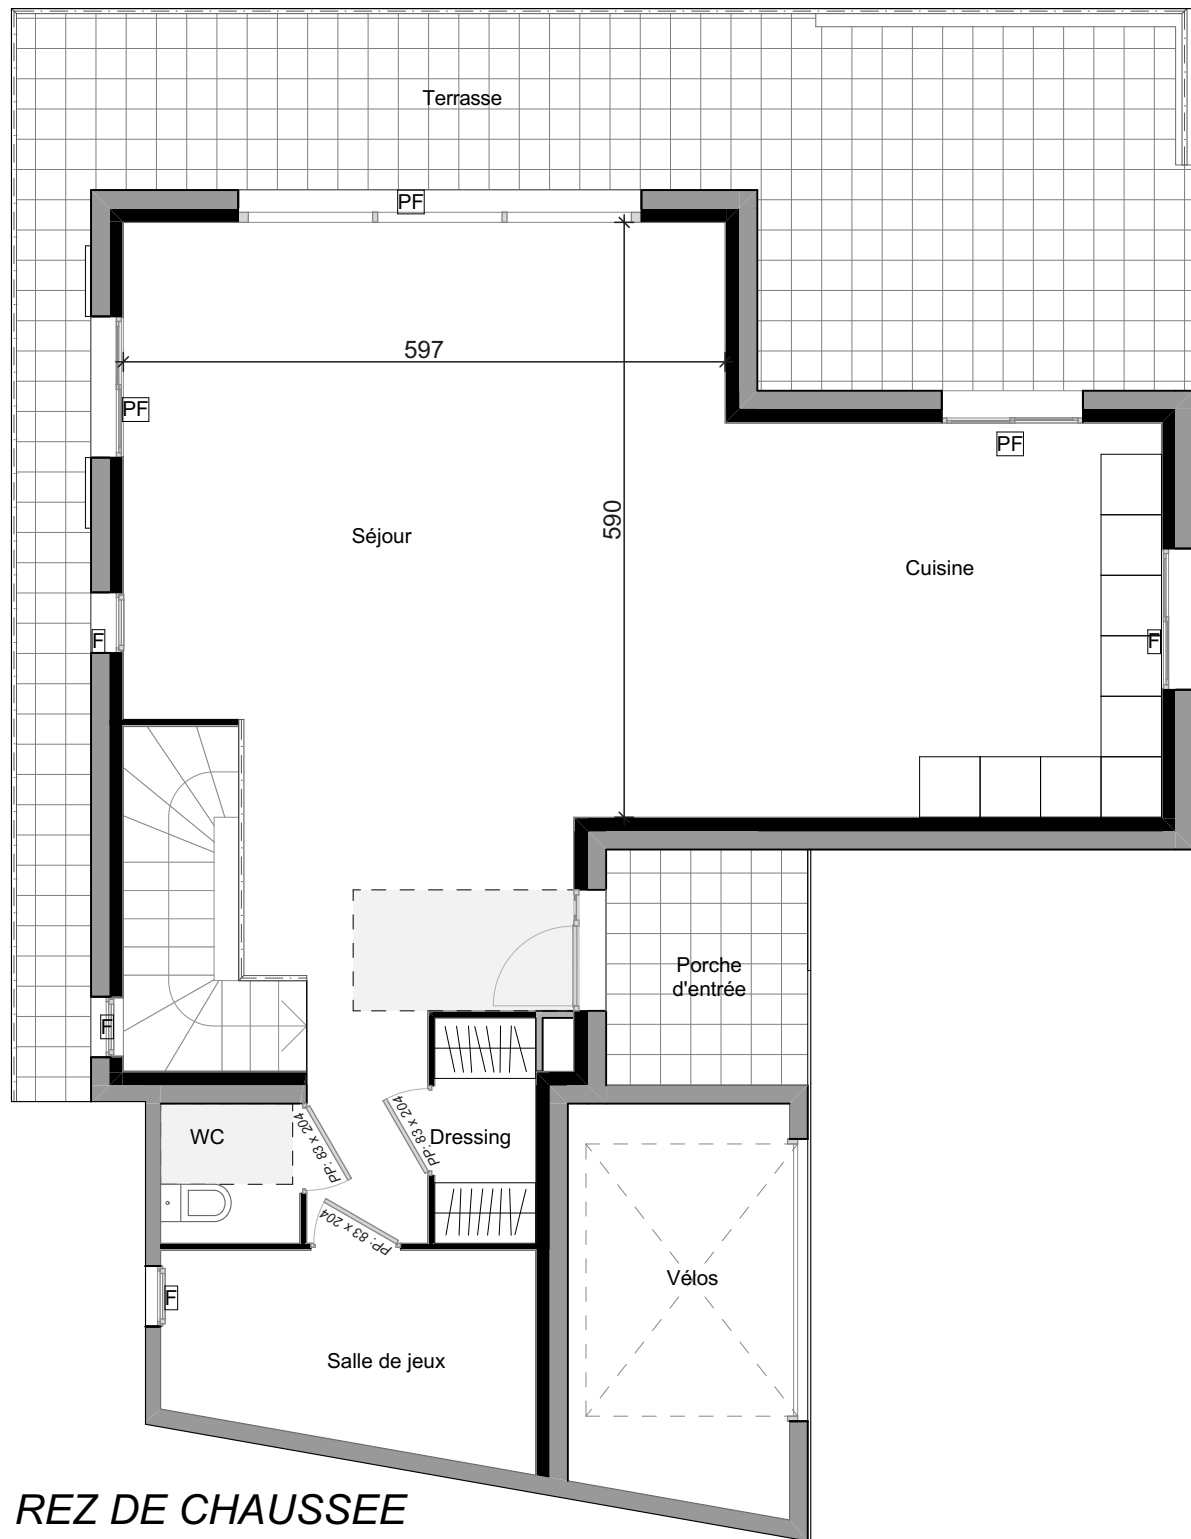 Terrasse
PF
597
PF
PF
590
Séjour
Cuisine
F
F
Porche
d'entrée
F
WC
PP: 83 x 204
PP: 83 x 204
Dressing
PP: 83 x 204
Vélos
F
Salle de jeux
REZ DE CHAUSSEE